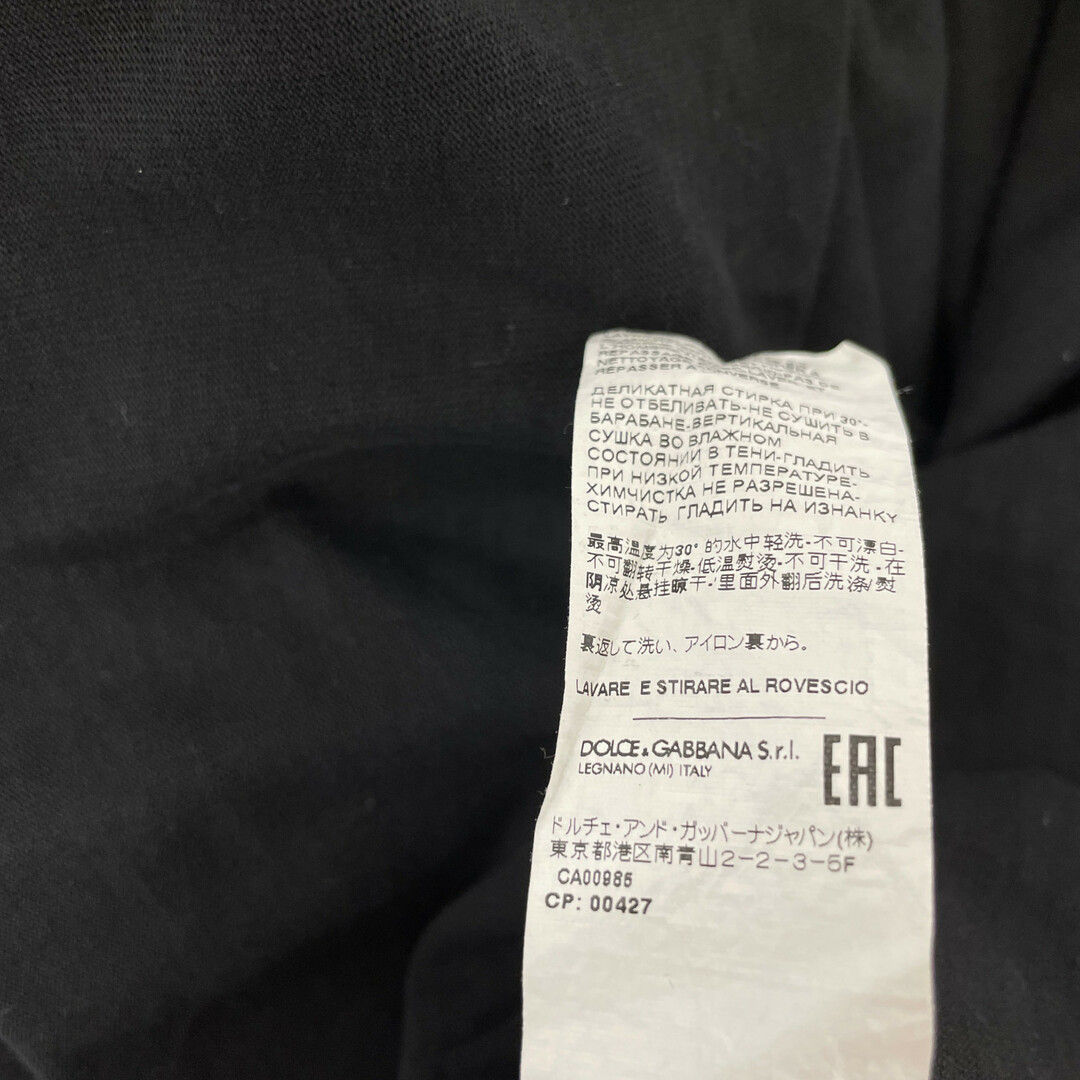 REPASSER A L'ENVERS
ДЕЛИКАТНАЯ СТИРКА ПРИ 30°-
НЕ ОТБЕЛИВАТЬ-НЕ СУШИТЬ В
БАРАБАНЕ-ВЕРТИКАЛЬНАЯ
СУШКА ВО ВЛАЖНОМ
СОСТОЯНИИ В ТЕНИ-ГЛАДИТЬ
ПРИ НИЗКОЙ ТЕМПЕРАТУРЕ-
ХИМЧИСТКА НЕ РАЗРЕШЕНА-
СТИРАТЬ ГЛАДИТЬ НА ИЗНАНКУ
最高温度为30° 的水中轻洗-不可漂白-
不可翻转干燥-低温熨烫-不可干洗-在
阴凉处悬挂晾干-里面外翻后洗涤/熨
烫
裏返して洗い、アイロン裏から。
LAVARE E STIRARE AL ROVESCIO
DOLCE & GABBANA S.r.l.
LEGNANO (MI) ITALY
EAC
ドルチェ・アンド・ガッバーナジャパン(株)
東京都港区南青山2-2-3-5F
CA00985
CP: 00427